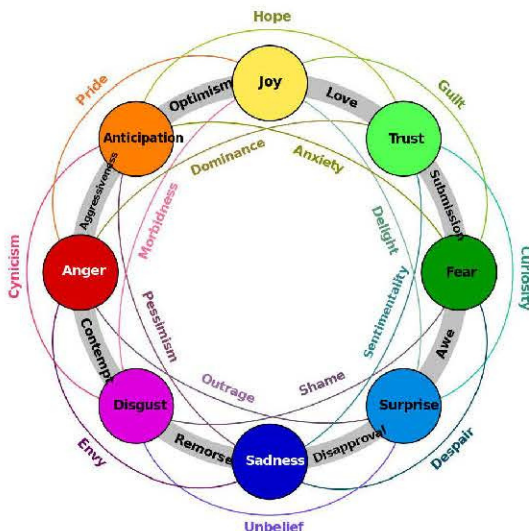 Hope
Joy
Optimism
Love
Pride
Guilt
Anticipation
Trust
Dominance
Anxiety
Aggressiveness
Submission
Morbidness
Delight
Cynicism
Anger
Fear
Curiosity
Pessimism
Sentimentality
Contempt
Awe
Outrage
Shame
Disgust
Surprise
Envy
Remorse
Sadness
Disapproval
Despair
Unbelief